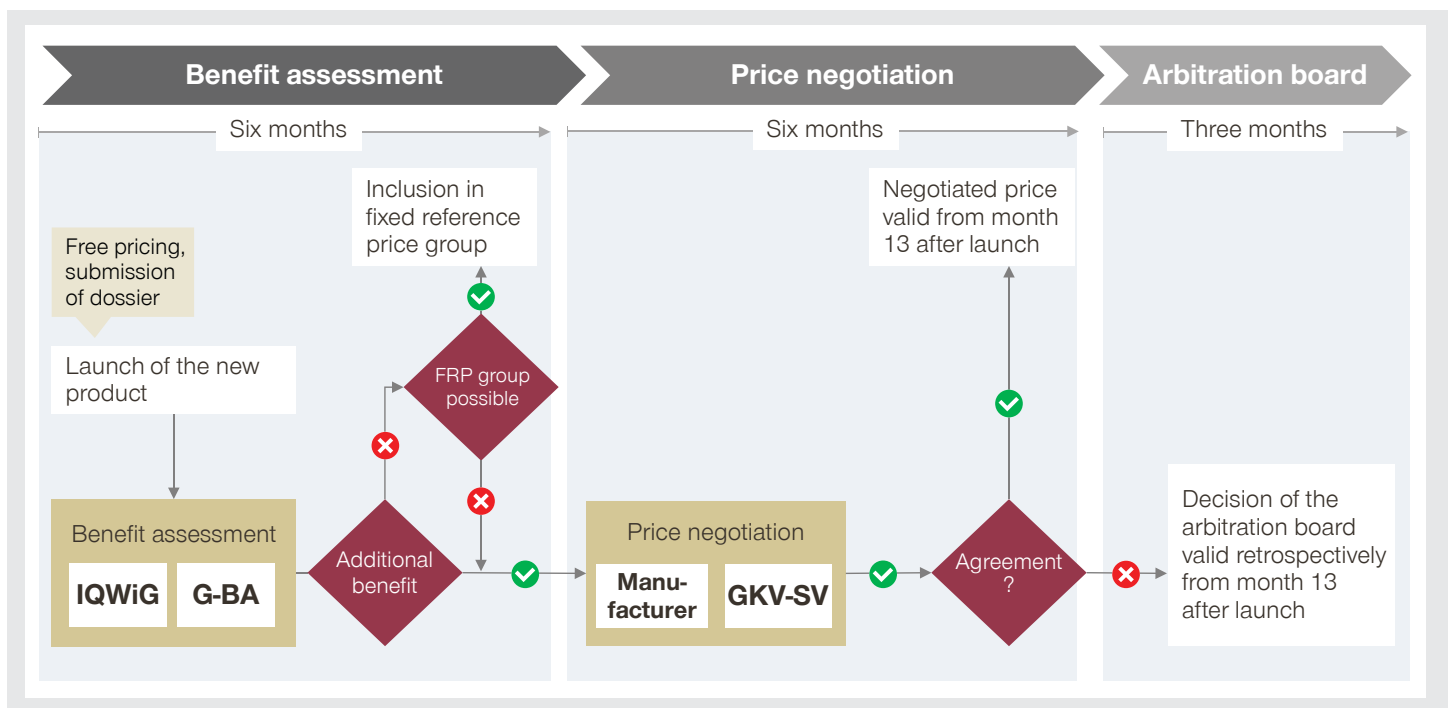 Benefit assessment
Price negotiation
Arbitration board
Six months
Six months
Three months
Free pricing,
submission
of dossier
Launch of the new
product
Inclusion in
fixed reference
price group
FRP group
possible
Benefit assessment
IQWiG
G-BA
Additional
benefit
Negotiated price
valid from month
13 after launch
Price negotiation
Manu-
facturer
GKV-SV
Agreement
?
Decision of the
arbitration board
valid retrospectively
from month 13
after launch